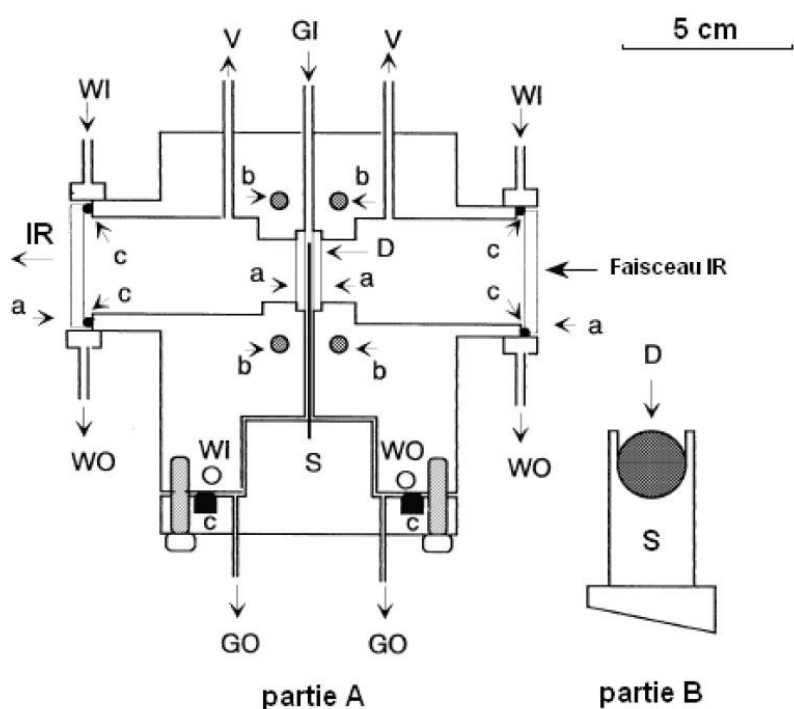 V GI V 5 cm
WI WI
b b
IR c D c Faisceau IR
a a
a c c a
b b D
WO WI WO WO
S S
c c
GO GO
partie A partie B